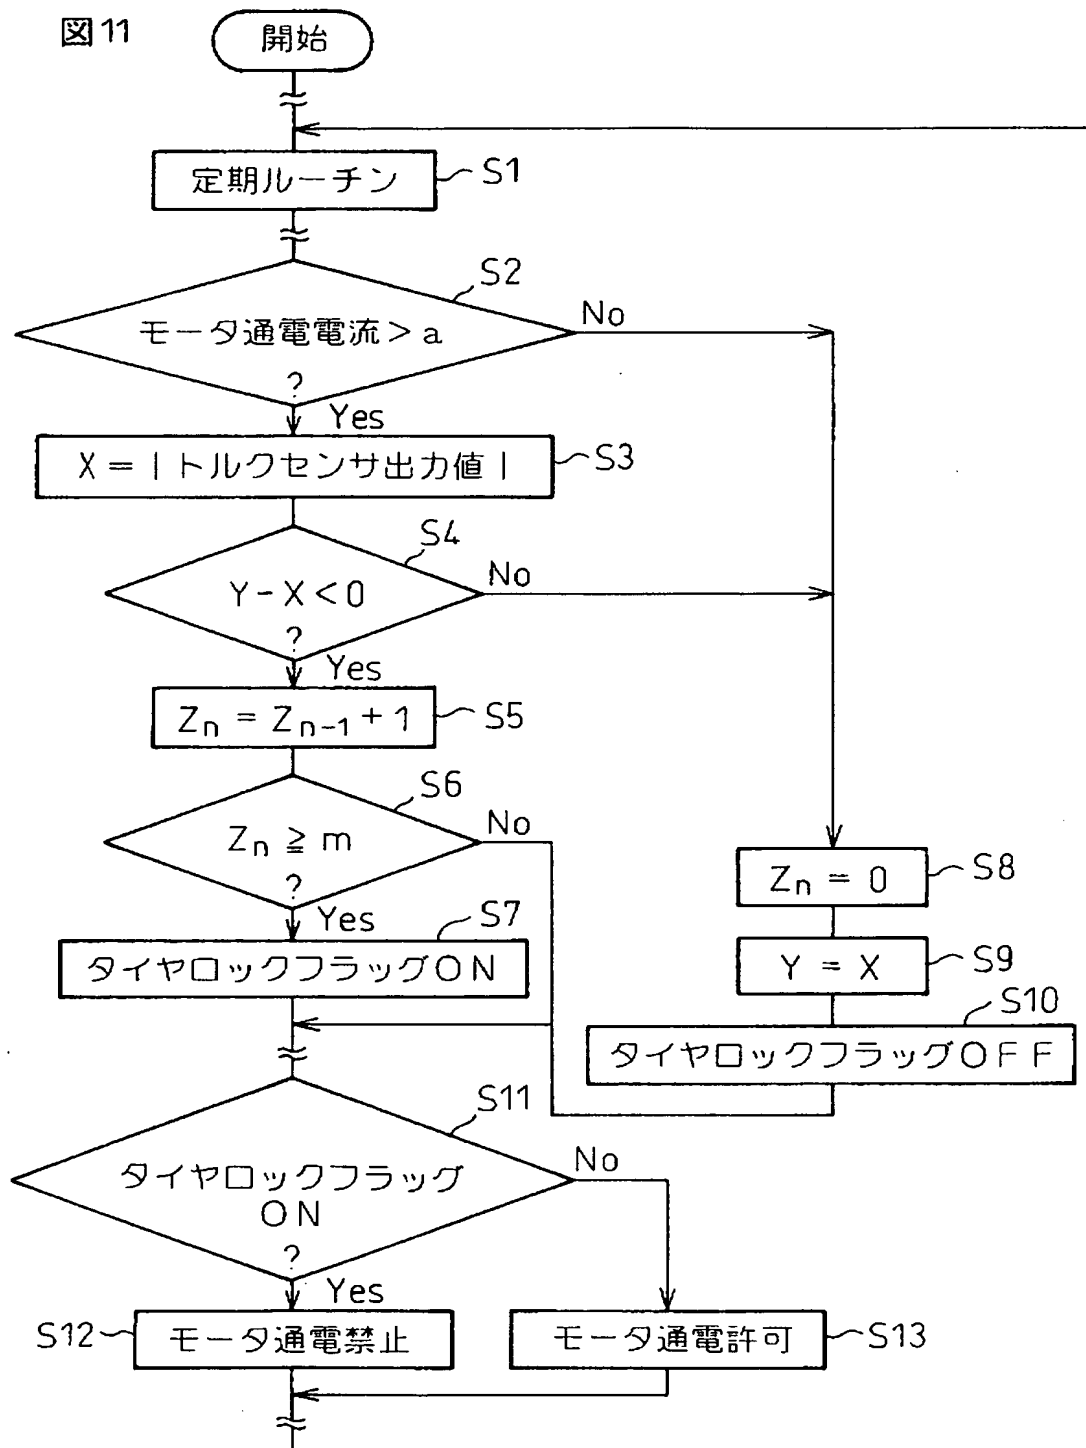 図11
開始
定期ルーチン
S1
S2
モータ通電電流>a
?
No
Yes
X=|トルクセンサ出力値|
S3
S4
Y-X<0
?
No
Yes
Zn = Zn-1+1
S5
S6
Zn≧m
?
No
Yes
S7
タイヤロックフラッグON
Zn = 0
S8
Y = X
S9
S10
タイヤロックフラッグOFF
S11
タイヤロックフラッグ
ON
?
No
Yes
S12
モータ通電禁止
モータ通電許可
S13